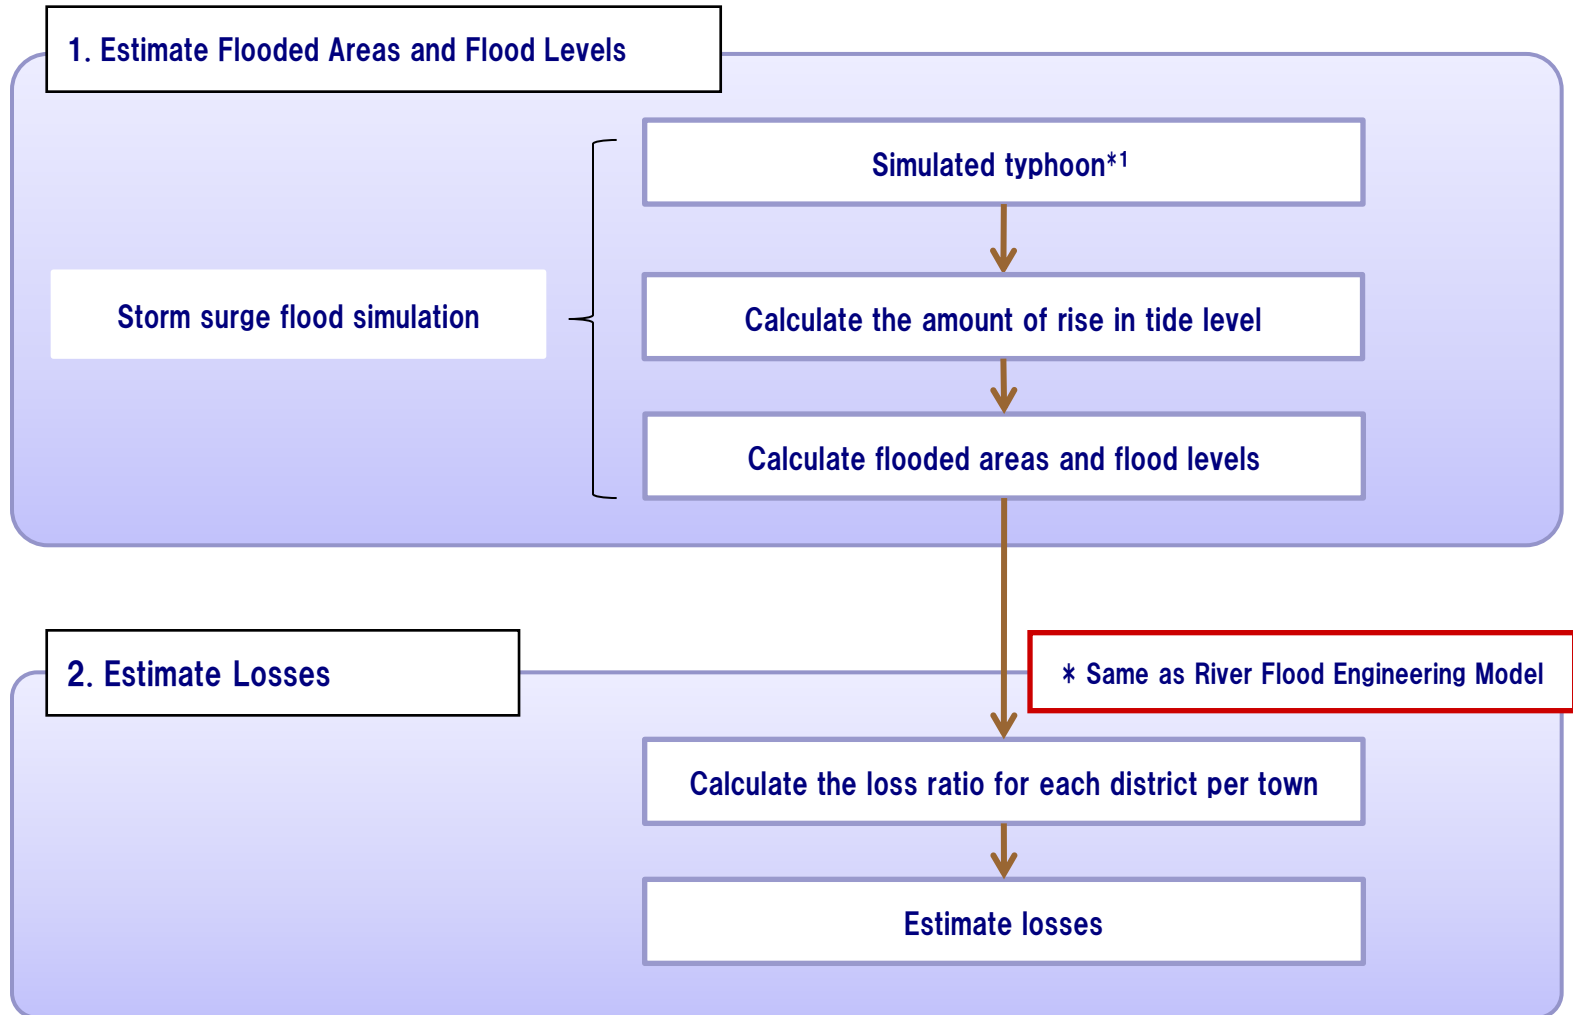 1. Estimate Flooded Areas and Flood Levels
Simulated typhoon*1
Storm surge flood simulation
Calculate the amount of rise in tide level
Calculate flooded areas and flood levels
2. Estimate Losses
* Same as River Flood Engineering Model
Calculate the loss ratio for each district per town
Estimate losses